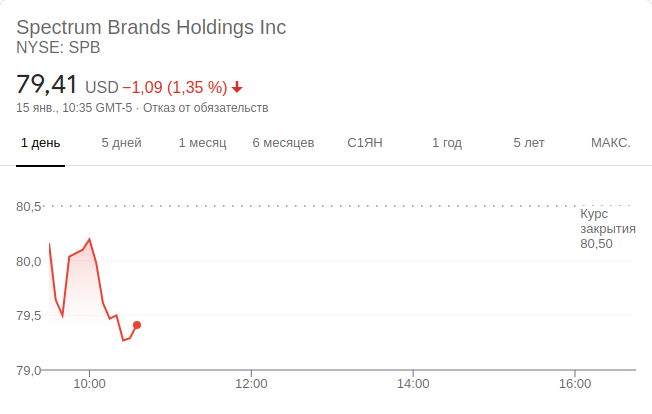 Spectrum Brands Holdings Inc
NYSE: SPB
79,41 USD −1,09 (1,35 %)
15 янв., 10:35 GMT-5 · Отказ от обязательств
1 день 5 дней 1 месяц 6 месяцев С1ЯН 1 год 5 лет МАКС.
80,5
Курс
закрытия
80,50
80,0
79,5
79,0
10:00 12:00 14:00 16:00